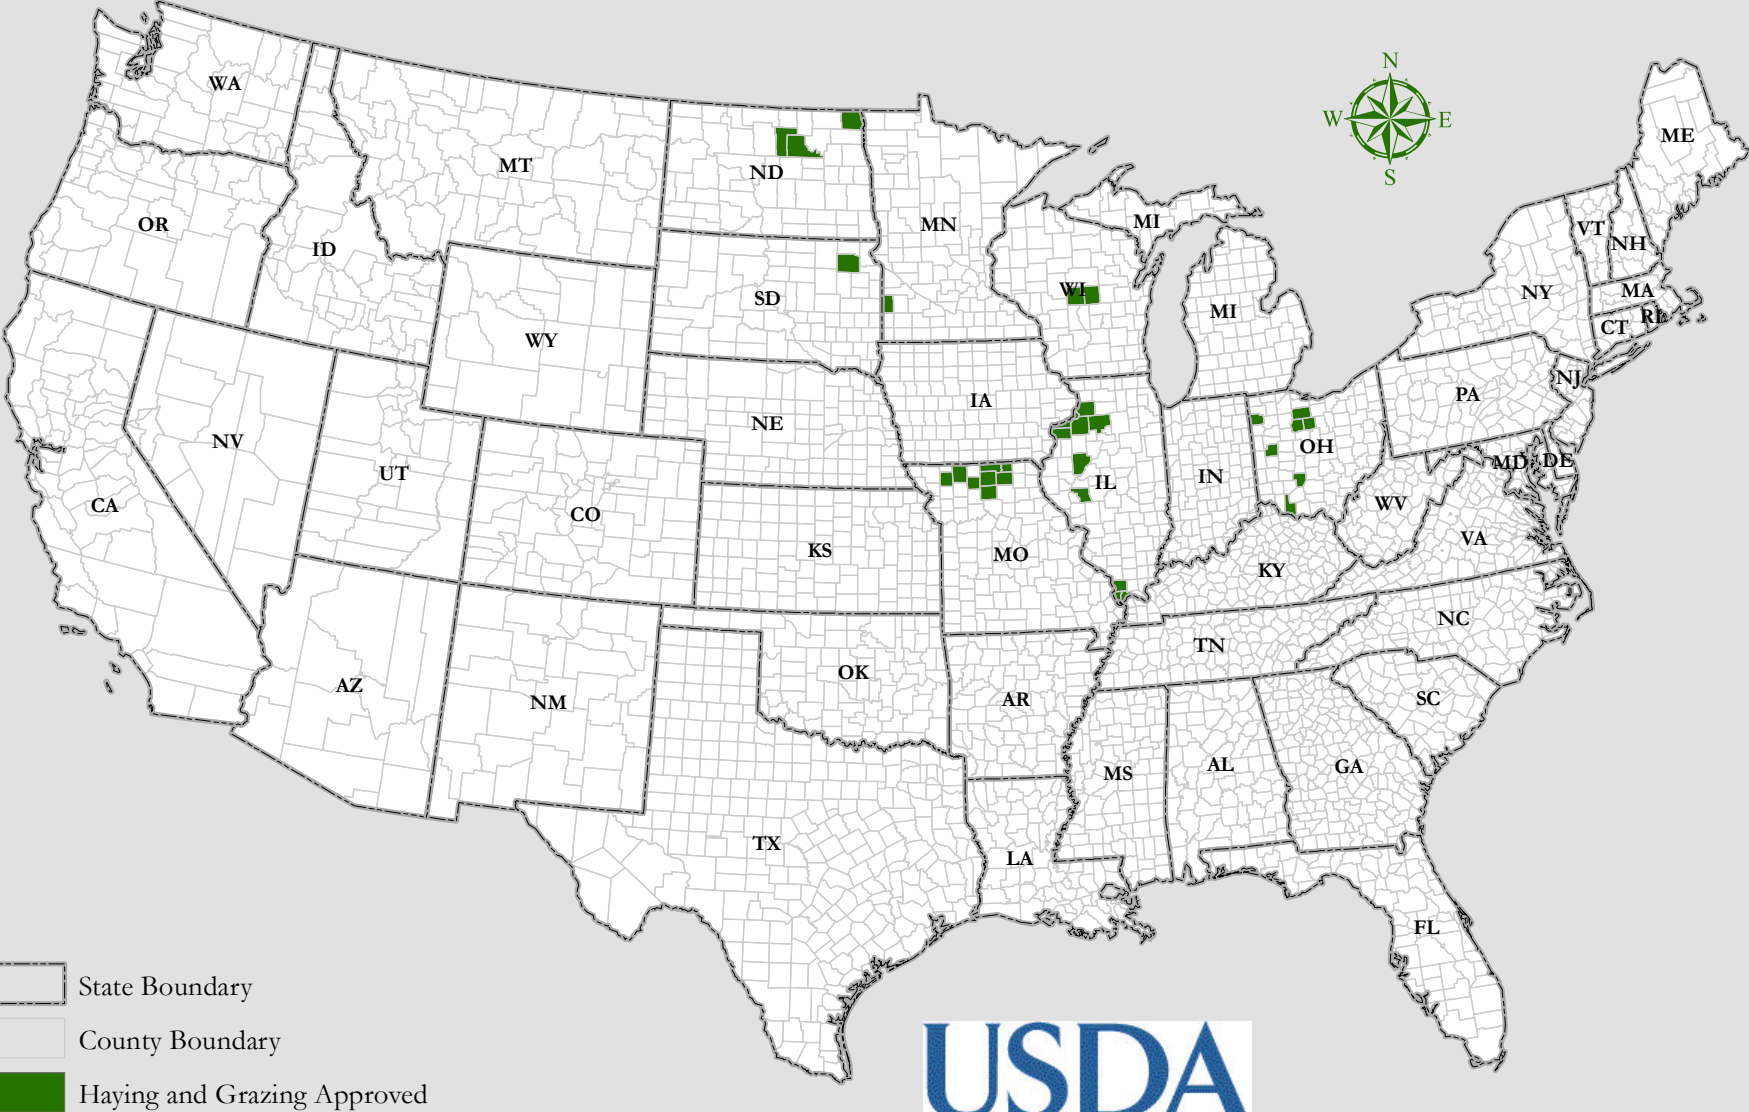 N
W E
S
WA
MT
ND
MN
OR
ID
SD
WI
MI
MI
ME
VT
NH
NY
MA
CT
RI
WY
NE
IA
PA
NJ
NV
UT
CO
CA
KS
MO
IL
IN
OH
MD
DE
WV
VA
KY
AZ
NM
OK
AR
TN
NC
SC
TX
LA
MS
AL
GA
FL
State Boundary
County Boundary
Haying and Grazing Approved
USDA